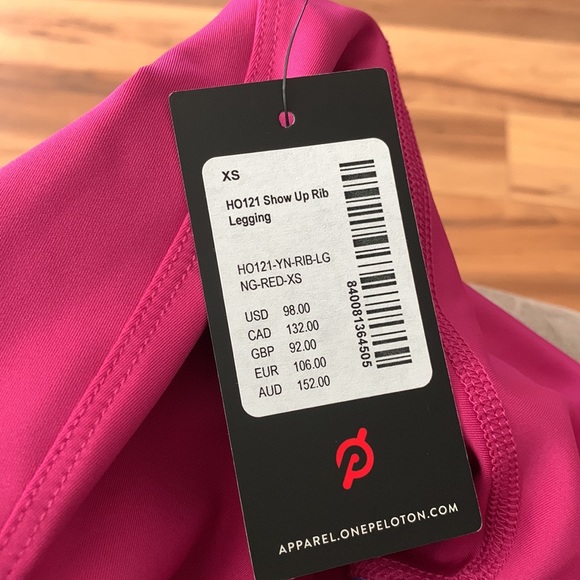 XS
HO121 Show Up Rib
Legging
HO121-YN-RIB-LG
NG-RED-XS
USD 98.00
CAD 132.00
GBP 92.00
EUR 106.00
AUD 152.00
840081364505
APPAREL.ONEPELOTON.COM